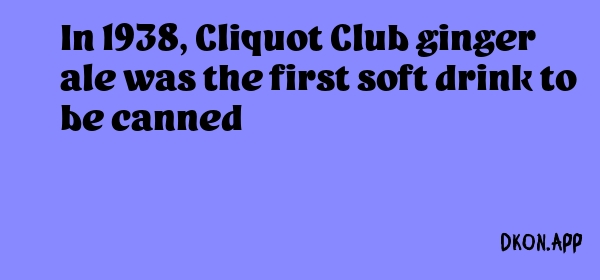 In 1938, Cliquot Club ginger
ale was the first soft drink to
be canned
DKON.APP